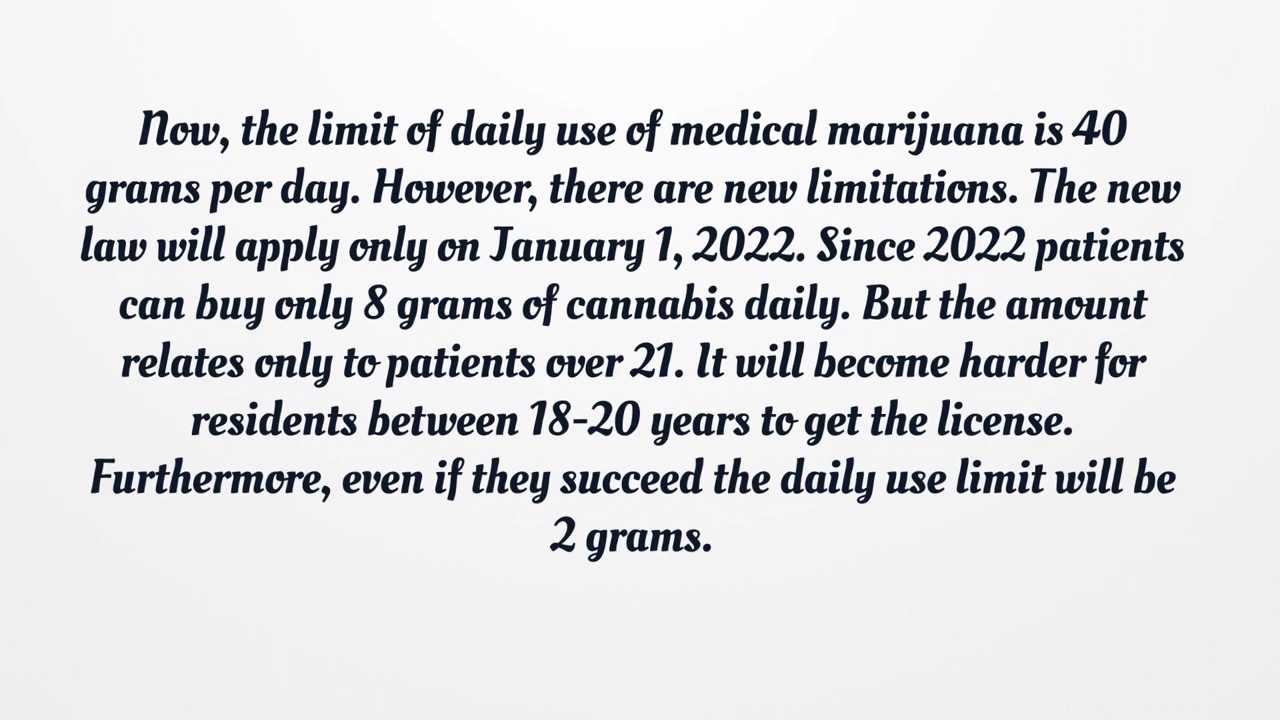 Now, the limit of daily use of medical marijuana is 40
grams per day. However, there are new limitations. The new
law will apply only on January 1, 2022. Since 2022 patients
can buy only 8 grams of cannabis daily. But the amount
relates only to patients over 21. It will become harder for
residents between 18-20 years to get the license.
Furthermore, even if they succeed the daily use limit will be
2 grams.